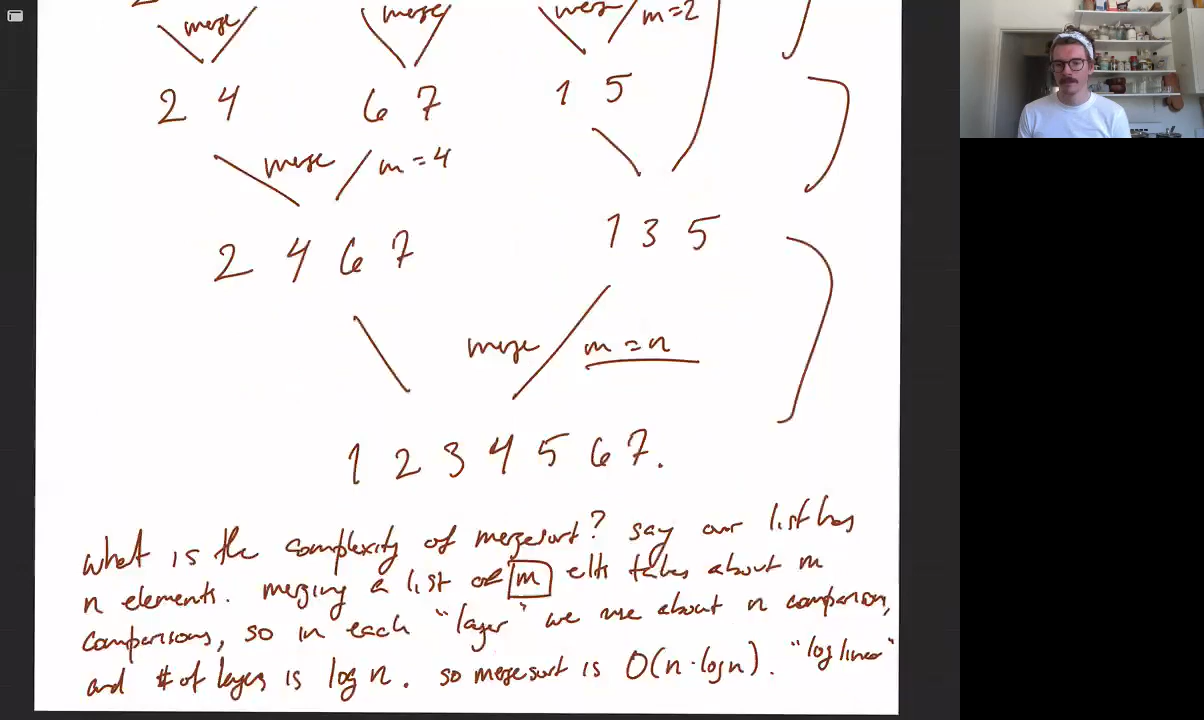 merge merge merge m=2
2 4 6 7 1 5
merge m=4
2 4 6 7 1 3 5
merge m=n
1 2 3 4 5 6 7.
what is the complexity of mergesort? say our list has
n elements. merging a list of m elts takes about m
comparisons, so in each "layer" we use about n comparison,
and # of layers is log n. so mergesort is O(n·logn). "log linear"